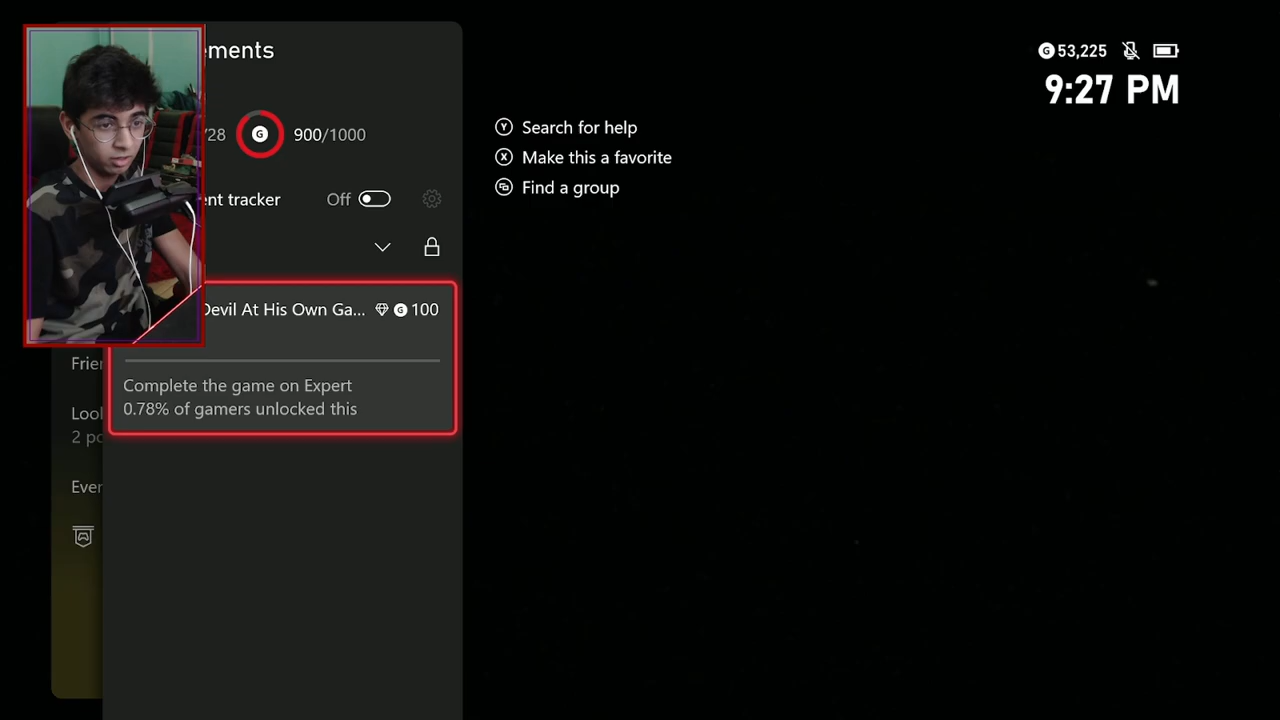 ements
G 53,225
9:27 PM
/28
G
900/1000
Y Search for help
X Make this a favorite
Find a group
ent tracker
Off
Devil At His Own Ga... G 100
Complete the game on Expert
0.78% of gamers unlocked this
Frie
Loo
2 po
Ever